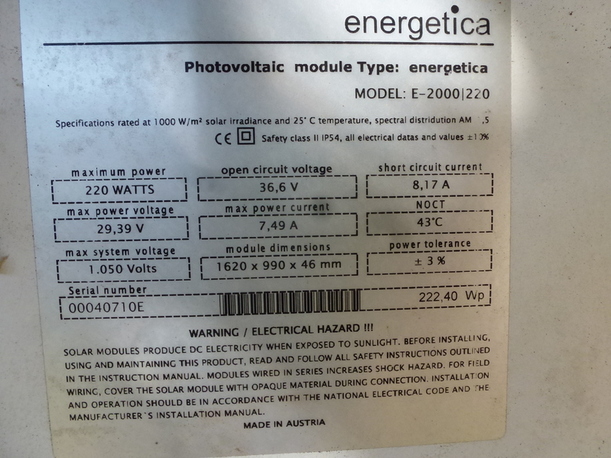 energetica
Photovoltaic module Type: energetica
MODEL: E-2000|220
Specifications rated at 1000 W/m² solar irradiance and 25°C temperature, spectral distridution AM ,5
CE Safety class II IP54, all electrical datas and values ±10%
maximum power open circuit voltage short circuit current
220 WATTS 36,6 V 8,17 A
max power voltage max power current NOCT
29,39 V 7,49 A 43°C
max system voltage module dimensions power tolerance
1.050 Volts 1620 x 990 x 46 mm ± 3 %
Serial number
00040710E 222,40 Wp
WARNING / ELECTRICAL HAZARD !!!
SOLAR MODULES PRODUCE DC ELECTRICITY WHEN EXPOSED TO SUNLIGHT. BEFORE INSTALLING,
USING AND MAINTAINING THIS PRODUCT, READ AND FOLLOW ALL SAFETY INSTRUCTIONS OUTLINED
IN THE INSTRUCTION MANUAL. MODULES WIRED IN SERIES INCREASES SHOCK HAZARD. FOR FIELD
WIRING, COVER THE SOLAR MODULE WITH OPAQUE MATERIAL DURING CONNECTION. INSTALLATION
AND OPERATION SHOULD BE IN ACCORDANCE WITH THE NATIONAL ELECTRICAL CODE AND THE
MANUFACTURER`S INSTALLATION MANUAL.
MADE IN AUSTRIA